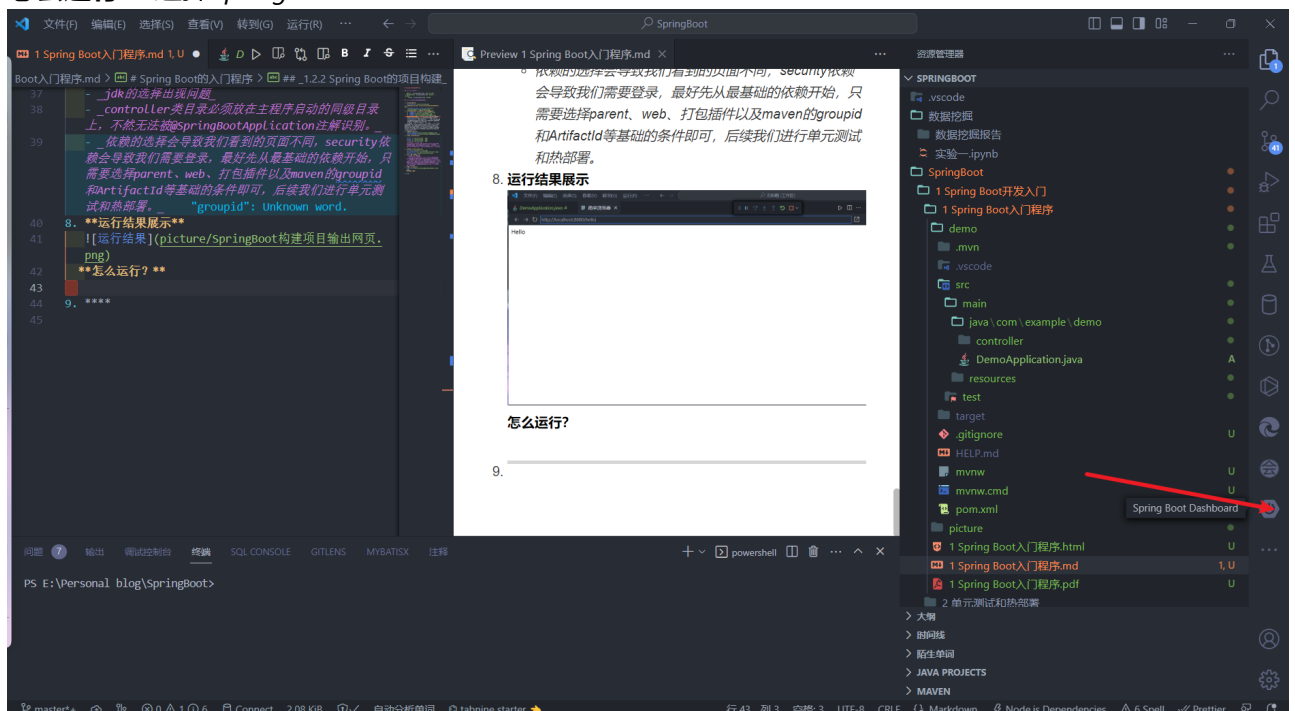 文件(F) 编辑(E) 选择(S) 查看(V) 转到(G) 运行(R) ··· SpringBoot
1 Spring Boot入门程序.md 1, U
Preview 1 Spring Boot入门程序.md
Boot入门程序.md > # Spring Boot的入门程序 > ## _1.2.2 Spring Boot的项目构建_
37 - _jdk的选择出现问题_
38 - _controller类目录必须放在主程序启动的同级目录
上，不然无法被@SpringBootApplication注解识别。_
39 - _依赖的选择会导致我们看到的页面不同，security依
赖会导致我们需要登录，最好先从最基础的依赖开始，只
需要选择parent、web、打包插件以及maven的groupid
和ArtifactId等基础的条件即可，后续我们进行单元测
试和热部署。_ "groupid": Unknown word.
40 8. **运行结果展示**
41 ![运行结果](picture/SpringBoot构建项目输出网页.
png)
42 **怎么运行？**
43
44 9. ****
45
依赖的选择会导致我们看到的页面不同，security依赖
会导致我们需要登录，最好先从最基础的依赖开始，只
需要选择parent、web、打包插件以及maven的groupid
和ArtifactId等基础的条件即可，后续我们进行单元测试
和热部署。
8. 运行结果展示
Hello
怎么运行？
9.
资源管理器
SPRINGBOOT
.vscode
数据挖掘
数据挖掘报告
实验一.ipynb
SpringBoot
1 Spring Boot开发入门
1 Spring Boot入门程序
demo
.mvn
.vscode
src
main
java\com\example\demo
controller
DemoApplication.java A
resources
test
target
.gitignore U
HELP.md
mvnw U
mvnw.cmd U
pom.xml
Spring Boot Dashboard
picture
1 Spring Boot入门程序.html U
1 Spring Boot入门程序.md 1, U
1 Spring Boot入门程序.pdf U
2 单元测试和热部署
大纲
时间线
陌生单词
JAVA PROJECTS
MAVEN
1
41
问题 7 输出 调试控制台 终端 SQL CONSOLE GITLENS MYBATISX 注释
powershell
PS E:\Personal blog\SpringBoot>
master*+ 0 1 6 Connect 2.08 KiB 自动分析单词 tabnine starter 行 43, 列 3 空格: 3 UTF-8 CRLF Markdown Node.js Dependencies 6 Spell Prettier